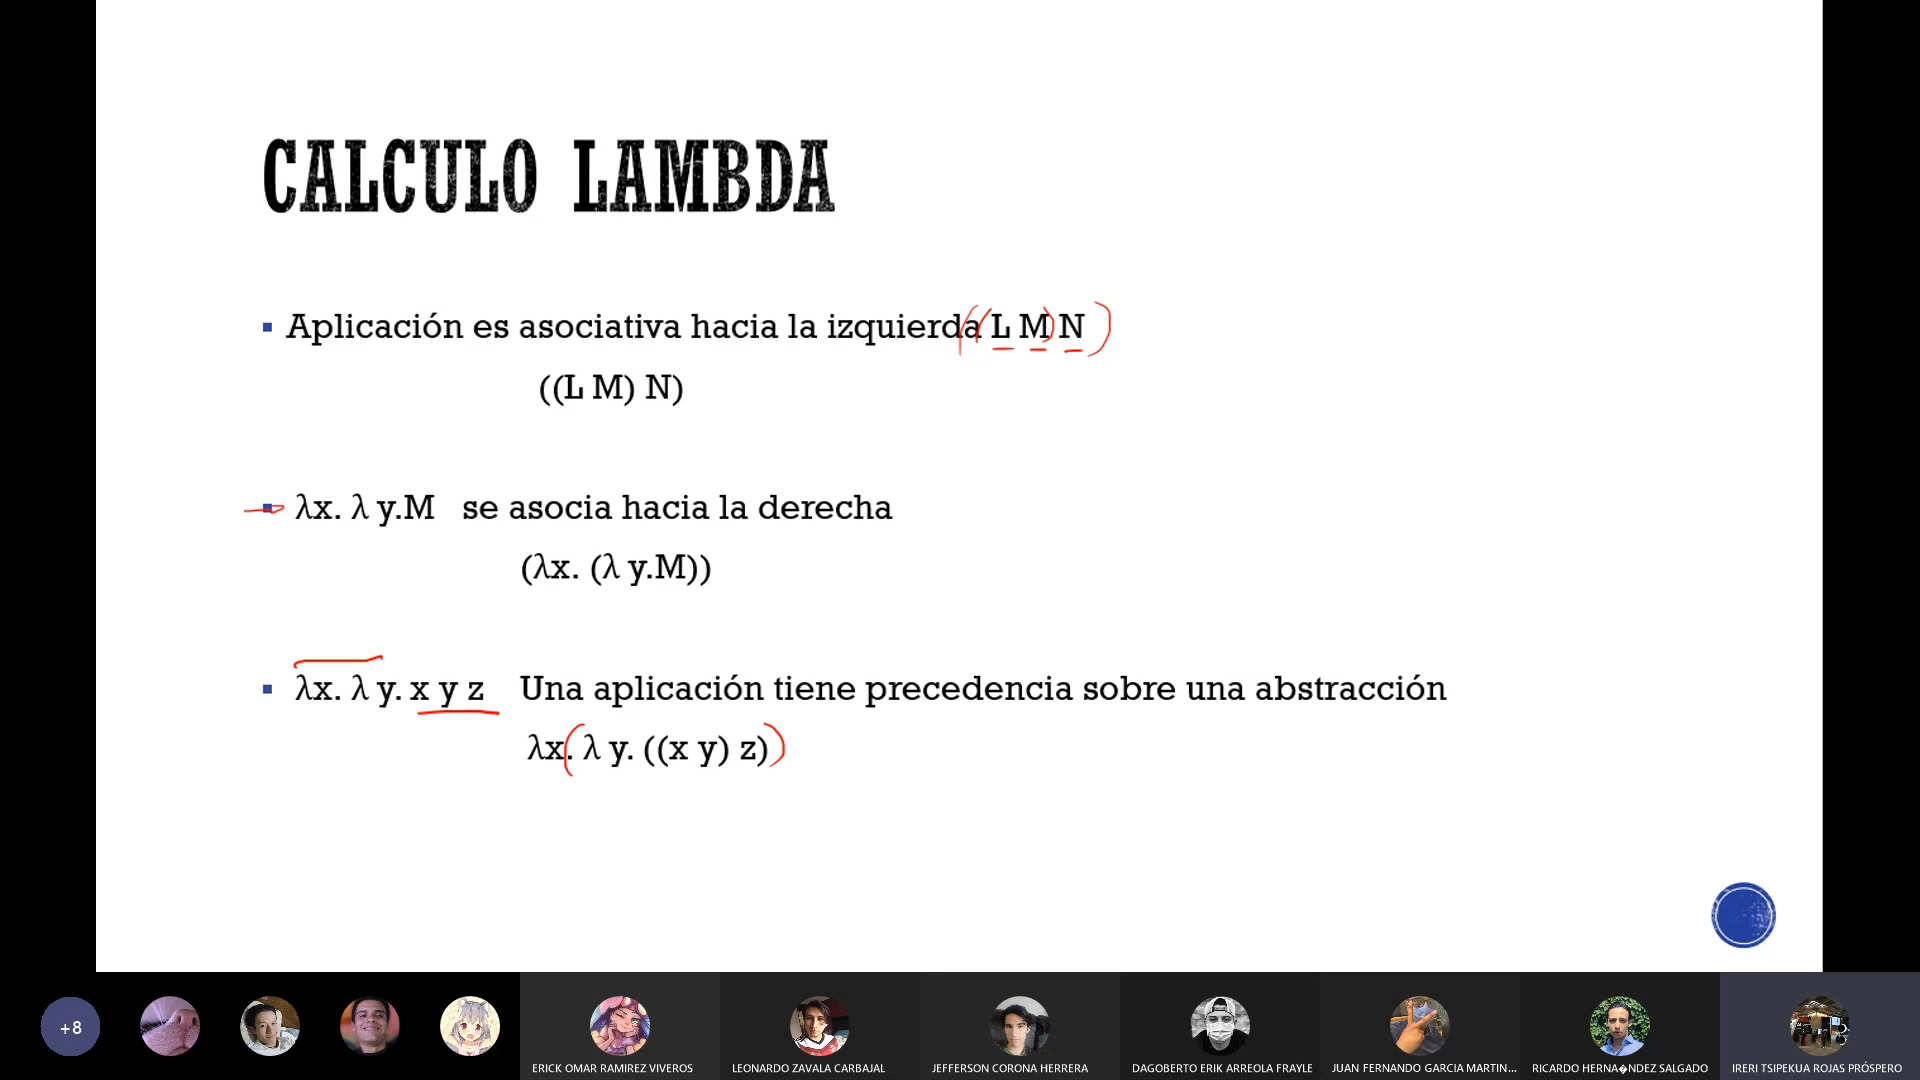 CALCULO LAMBDA
▪ Aplicación es asociativa hacia la izquierda ((L M) N)
((L M) N)
▪ λx. λ y.M se asocia hacia la derecha
(λx. (λ y.M))
▪ λx. λ y. x y z Una aplicación tiene precedencia sobre una abstracción
λx(. λ y. ((x y) z))
+8
ERICK OMAR RAMIREZ VIVEROS
LEONARDO ZAVALA CARBAJAL
JEFFERSON CORONA HERRERA
DAGOBERTO ERIK ARREOLA FRAYLE
JUAN FERNANDO GARCIA MARTIN...
RICARDO HERNA�NDEZ SALGADO
IRERI TSIPEKUA ROJAS PRÓSPERO